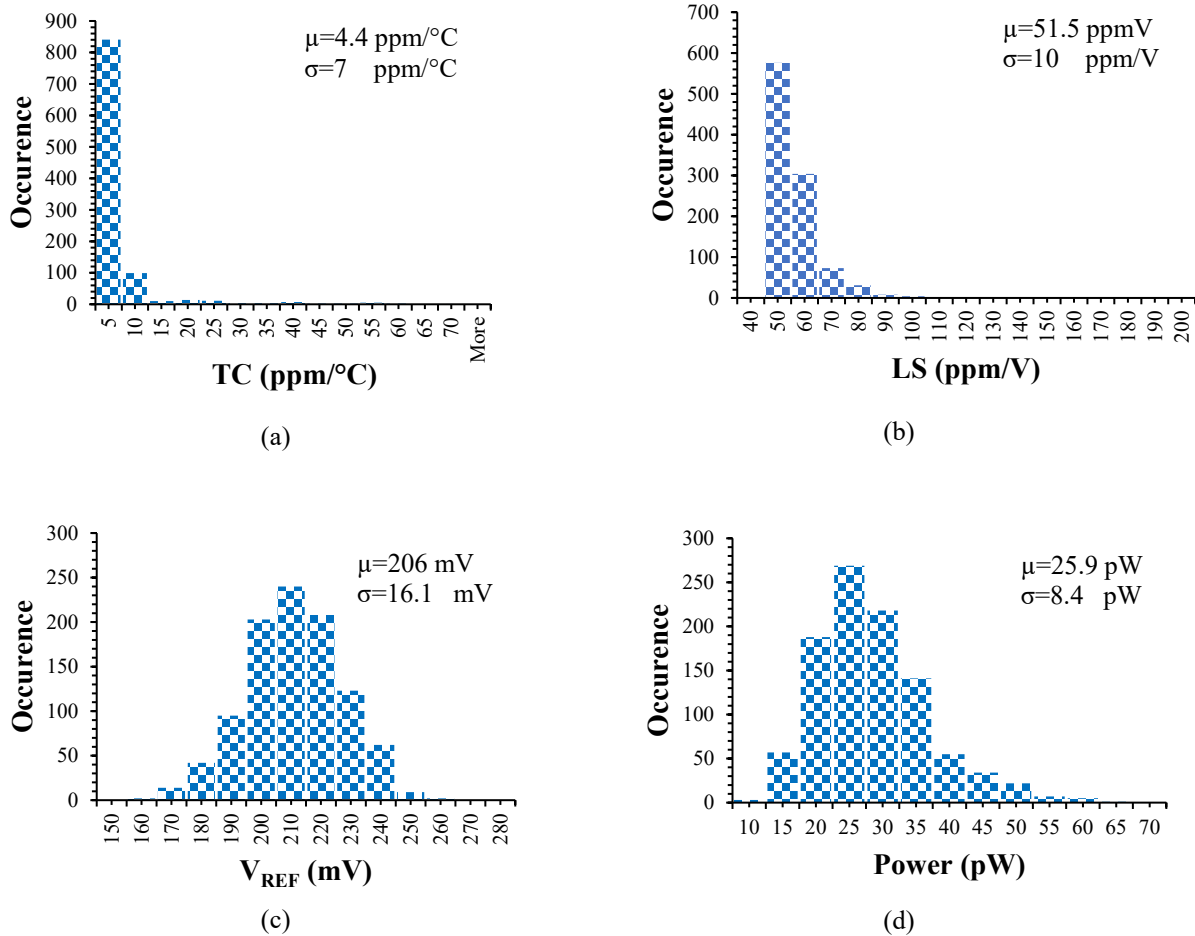 900
800
700
600
500
400
300
200
100
0
Occurence
µ=4.4 ppm/°C
σ=7 ppm/°C
5 10 15 20 25 30 40 45 50 55 60 65 70 More
TC (ppm/°C)
(a)
700
600
500
400
300
200
100
0
Occurence
µ=51.5 ppmV
σ=10 ppm/V
40 50 60 70 80 90 100 110 120 130 140 150 160 170 180 190 200
LS (ppm/V)
(b)
300
250
200
150
100
50
0
Occurence
µ=206 mV
σ=16.1 mV
150 160 170 180 190 200 210 220 230 240 250 260 270 280
VREF (mV)
(c)
300
250
200
150
100
50
0
Occurence
µ=25.9 pW
σ=8.4 pW
10 15 20 25 30 35 40 45 50 55 60 65 70
Power (pW)
(d)